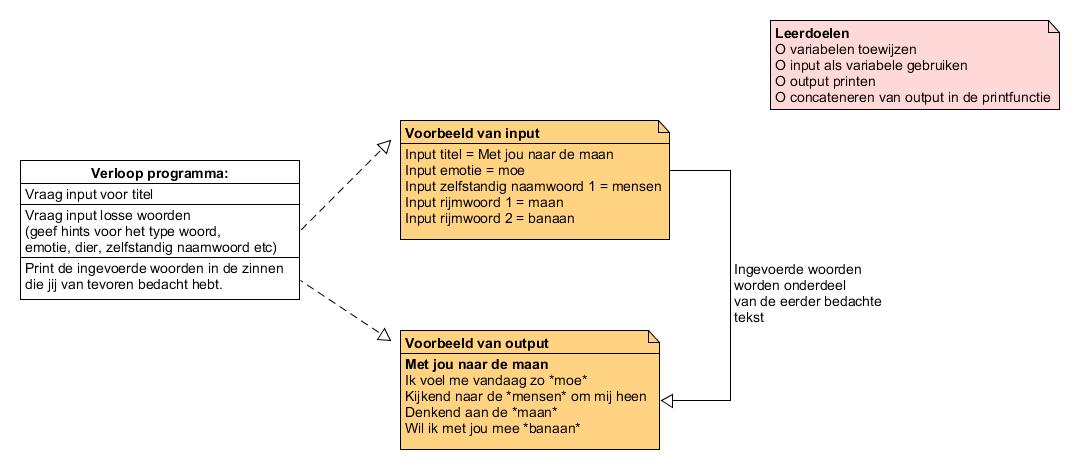 Leerdoelen
O variabelen toewijzen
O input als variabele gebruiken
O output printen
O concateneren van output in de printfunctie
Verloop programma:
Vraag input voor titel
Vraag input losse woorden
(geef hints voor het type woord,
emotie, dier, zelfstandig naamwoord etc)
Print de ingevoerde woorden in de zinnen
die jij van tevoren bedacht hebt.
Voorbeeld van input
Input titel = Met jou naar de maan
Input emotie = moe
Input zelfstandig naamwoord 1 = mensen
Input rijmwoord 1 = maan
Input rijmwoord 2 = banaan
Ingevoerde woorden
worden onderdeel
van de eerder bedachte
tekst
Voorbeeld van output
Met jou naar de maan
Ik voel me vandaag zo *moe*
Kijkend naar de *mensen* om mij heen
Denkend aan de *maan*
Wil ik met jou mee *banaan*